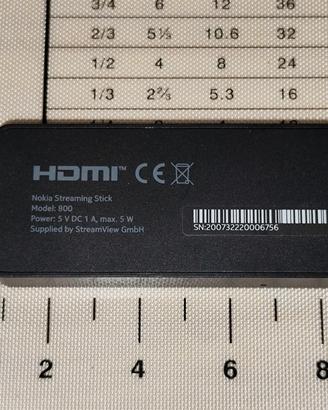 3/4 6 12 36
2/3 5⅓ 10.6 32
1/2 4 8 24
1/3 2⅔ 5.3 16
HDMI™ CE
Nokia Streaming Stick
Model: 800
Power: 5 V DC 1 A, max. 5 W
Supplied by StreamView GmbH
SN:200732220006756
2 4 6 8